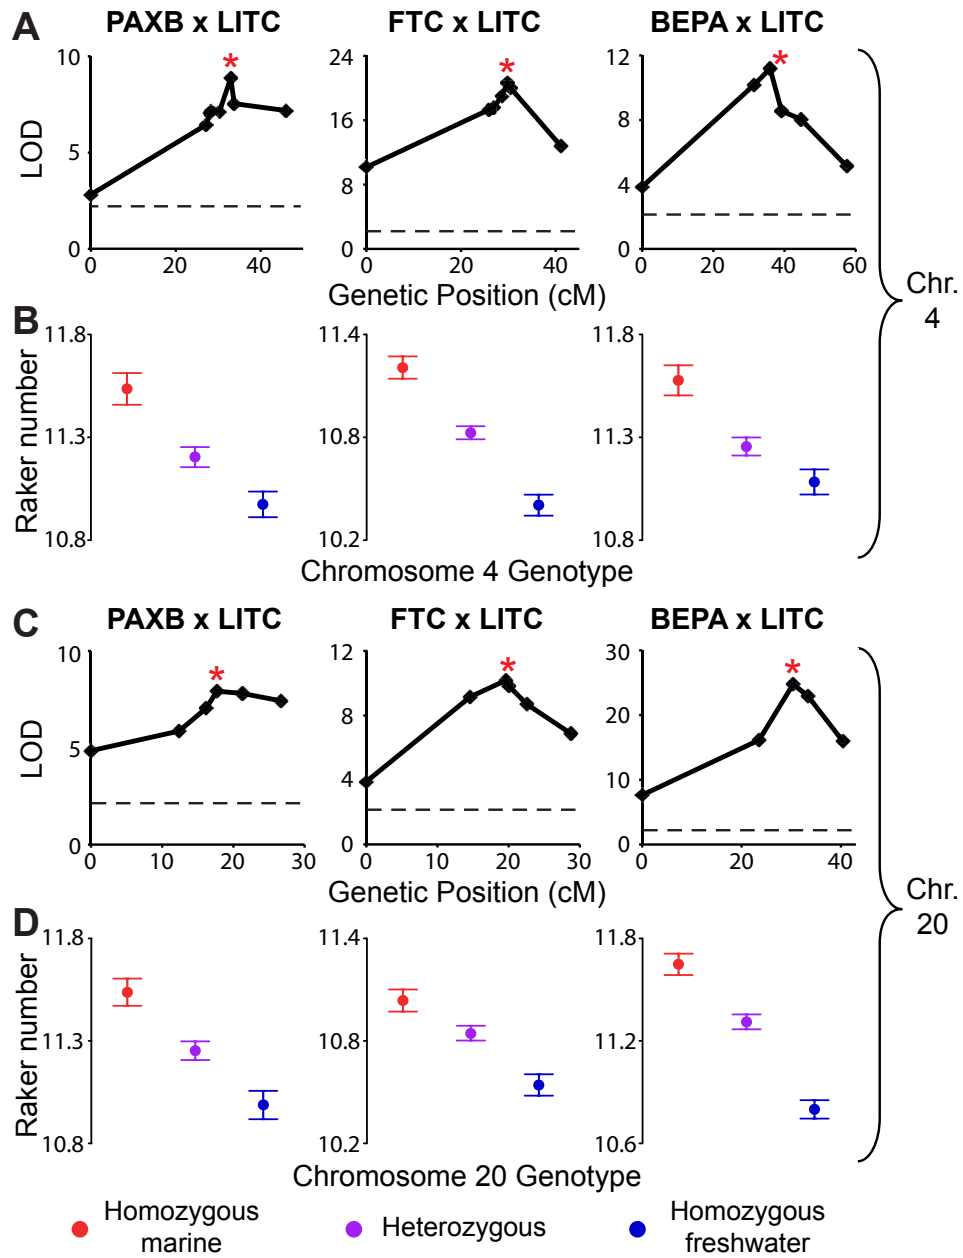 A
PAXB x LITC
FTC x LITC
BEPA x LITC
LOD
10
5
0
0 20 40
24
16
8
0
0 20 40
12
8
4
0
0 20 40 60
*
*
*
Genetic Position (cM)
Chr.
4
B
Raker number
11.8
11.3
10.8
11.4
10.8
10.2
11.8
11.3
10.8
Chromosome 4 Genotype
C
PAXB x LITC
FTC x LITC
BEPA x LITC
LOD
10
5
0
0 10 20 30
12
8
4
0
0 10 20 30
30
20
10
0
0 20 40
*
*
*
Genetic Position (cM)
Chr.
20
D
Raker number
11.8
11.3
10.8
11.4
10.8
10.2
11.8
11.2
10.6
Chromosome 20 Genotype
Homozygous
marine
Heterozygous
Homozygous
freshwater